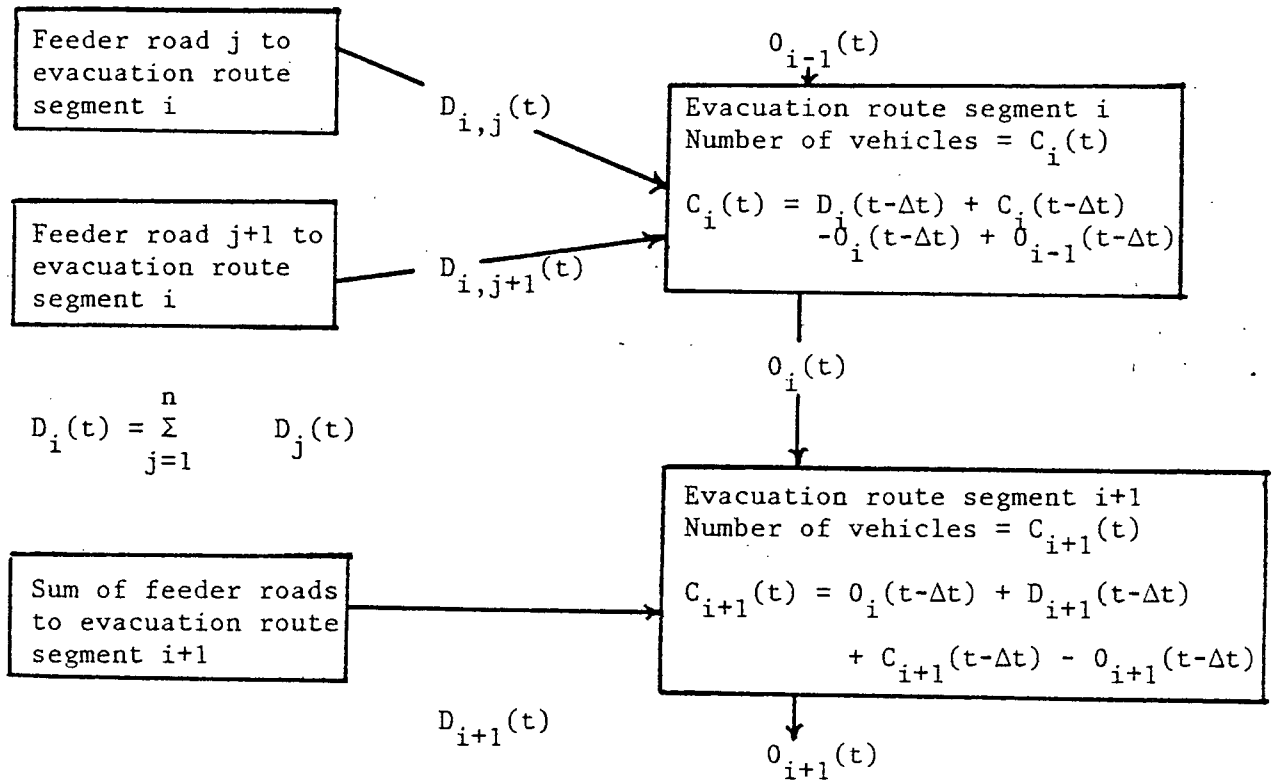 Feeder road j to
evacuation route
segment i
D_{i,j}(t)
O_{i-1}(t)
Evacuation route segment i
Number of vehicles = C_i(t)
C_i(t) = D_i(t-Δt) + C_i(t-Δt)
-O_i(t-Δt) + O_{i-1}(t-Δt)
Feeder road j+1 to
evacuation route
segment i
D_{i,j+1}(t)
O_i(t)
n
D_i(t) = Σ D_j(t)
j=1
Evacuation route segment i+1
Number of vehicles = C_{i+1}(t)
C_{i+1}(t) = O_i(t-Δt) + D_{i+1}(t-Δt)
+ C_{i+1}(t-Δt) - O_{i+1}(t-Δt)
Sum of feeder roads
to evacuation route
segment i+1
D_{i+1}(t)
O_{i+1}(t)